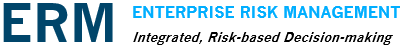 ERM ENTERPRISE RISK MANAGEMENT
Integrated, Risk-based Decision-making